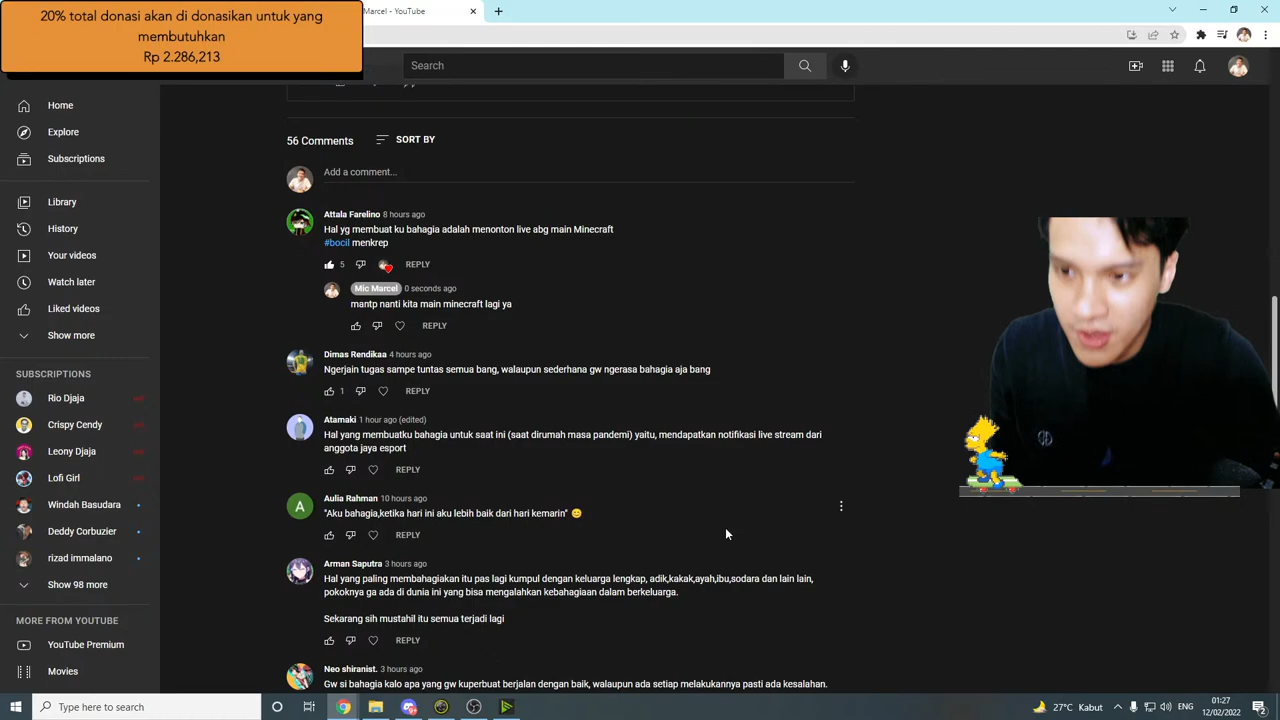 20% total donasi akan di donasikan untuk yang
membutuhkan
Rp 2.286,213
Marcel - YouTube
Search
Home
Explore
Subscriptions
Library
History
Your videos
Watch later
Liked videos
Show more
SUBSCRIPTIONS
Rio Djaja
Crispy Cendy
Leony Djaja
Lofi Girl
Windah Basudara
Deddy Corbuzier
rizad immalano
Show 98 more
MORE FROM YOUTUBE
YouTube Premium
Movies
56 Comments
SORT BY
Add a comment...
Attala Farelino 8 hours ago
Hal yg membuat ku bahagia adalah menonton live abg main Minecraft
#bocil menkrep
5
REPLY
Mic Marcel 0 seconds ago
mantp nanti kita main minecraft lagi ya
REPLY
Dimas Rendikaa 4 hours ago
Ngerjain tugas sampe tuntas semua bang, walaupun sederhana gw ngerasa bahagia aja bang
1
REPLY
Atamaki 1 hour ago (edited)
Hal yang membuatku bahagia untuk saat ini (saat dirumah masa pandemi) yaitu, mendapatkan notifikasi live stream dari
anggota jaya esport
REPLY
A
Aulia Rahman 10 hours ago
"Aku bahagia,ketika hari ini aku lebih baik dari hari kemarin" 😊
REPLY
Arman Saputra 3 hours ago
Hal yang paling membahagiakan itu pas lagi kumpul dengan keluarga lengkap, adik,kakak,ayah,ibu,sodara dan lain lain,
pokoknya ga ada di dunia ini yang bisa mengalahkan kebahagiaan dalam berkeluarga.
Sekarang sih mustahil itu semua terjadi lagi
REPLY
Neo shiranist. 3 hours ago
Gw si bahagia kalo apa yang gw kuperbuat berjalan dengan baik, walaupun ada setiap melakukannya pasti ada kesalahan.
Type here to search
27°C Kabut
ENG
01:27
12/02/2022
2